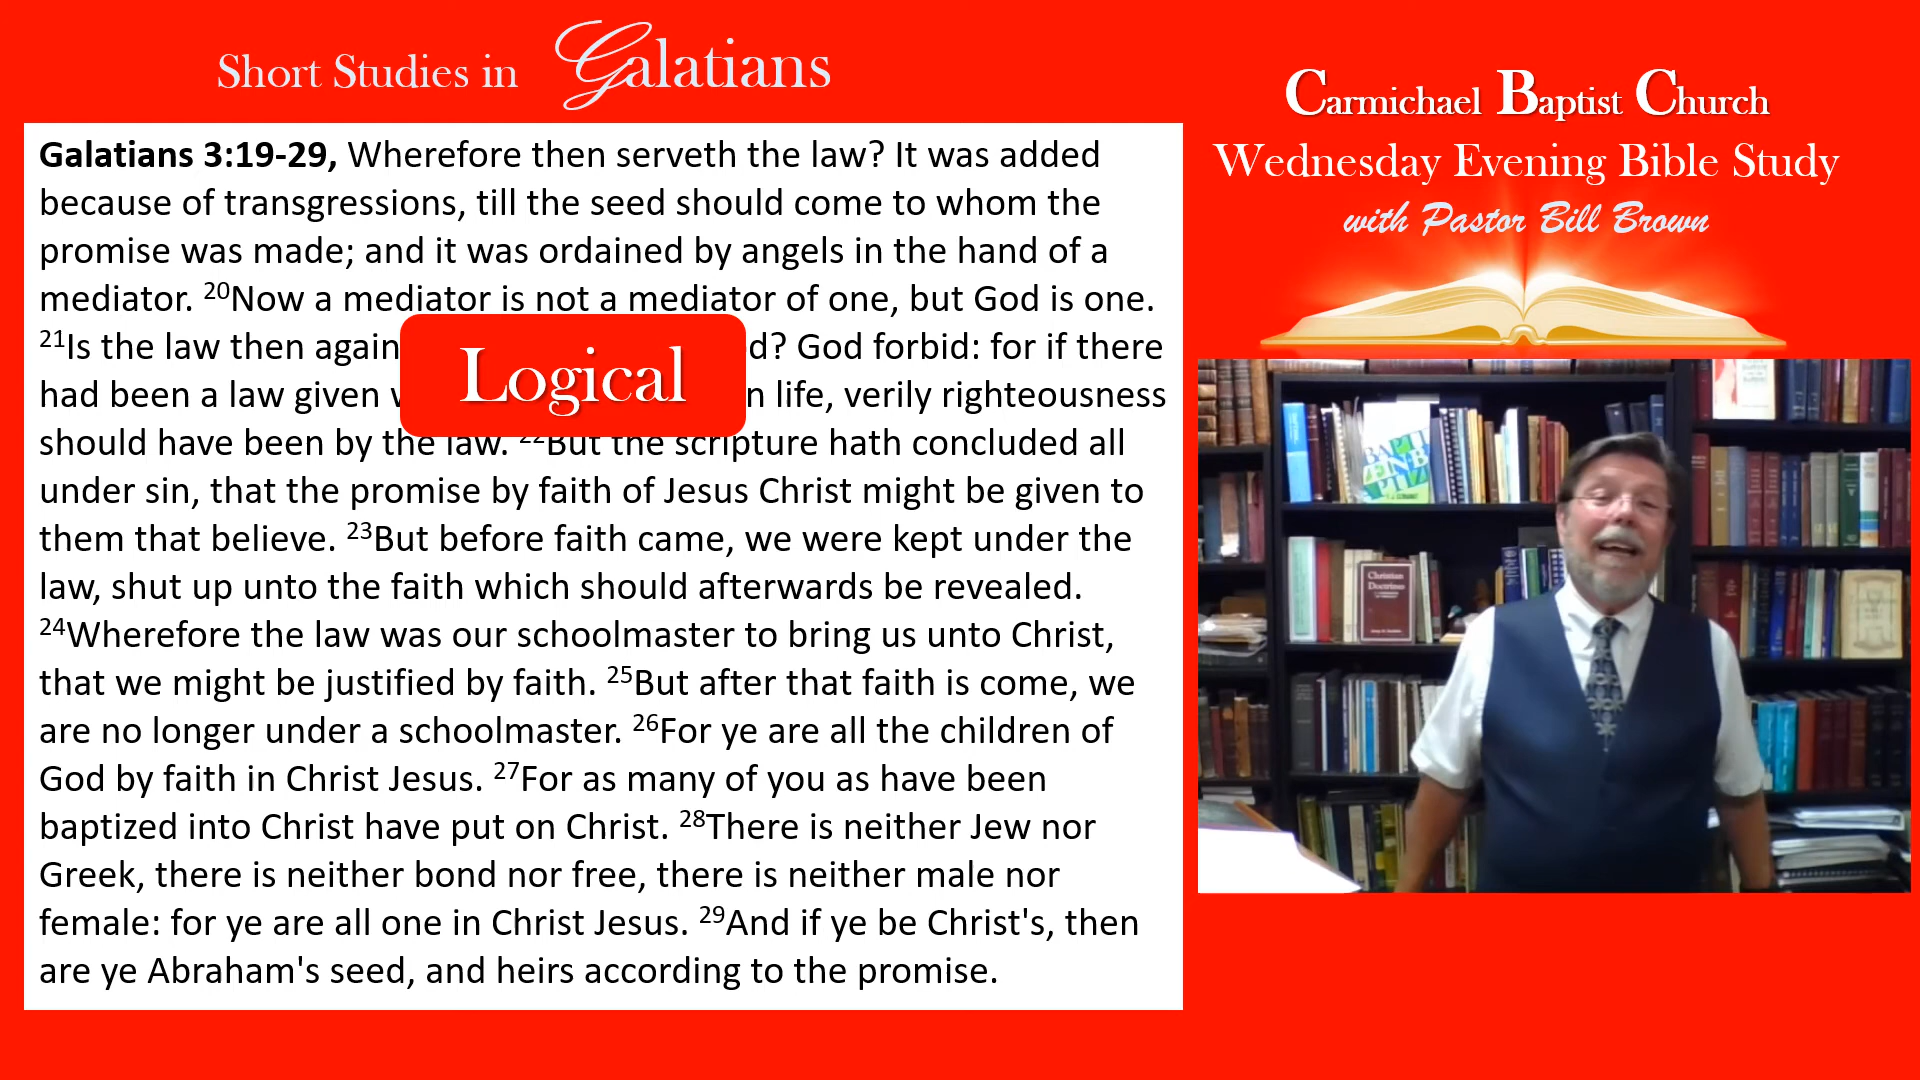 Short Studies in Galatians
Carmichael Baptist Church
Wednesday Evening Bible Study
with Pastor Bill Brown
Galatians 3:19-29, Wherefore then serveth the law? It was added
because of transgressions, till the seed should come to whom the
promise was made; and it was ordained by angels in the hand of a
mediator. 20Now a mediator is not a mediator of one, but God is one.
21Is the law then again d? God forbid: for if there
had been a law given n life, verily righteousness
Logical
should have been by the law. 22But the scripture hath concluded all
under sin, that the promise by faith of Jesus Christ might be given to
them that believe. 23But before faith came, we were kept under the
law, shut up unto the faith which should afterwards be revealed.
24Wherefore the law was our schoolmaster to bring us unto Christ,
that we might be justified by faith. 25But after that faith is come, we
are no longer under a schoolmaster. 26For ye are all the children of
God by faith in Christ Jesus. 27For as many of you as have been
baptized into Christ have put on Christ. 28There is neither Jew nor
Greek, there is neither bond nor free, there is neither male nor
female: for ye are all one in Christ Jesus. 29And if ye be Christ's, then
are ye Abraham's seed, and heirs according to the promise.
Christian
Doctrines